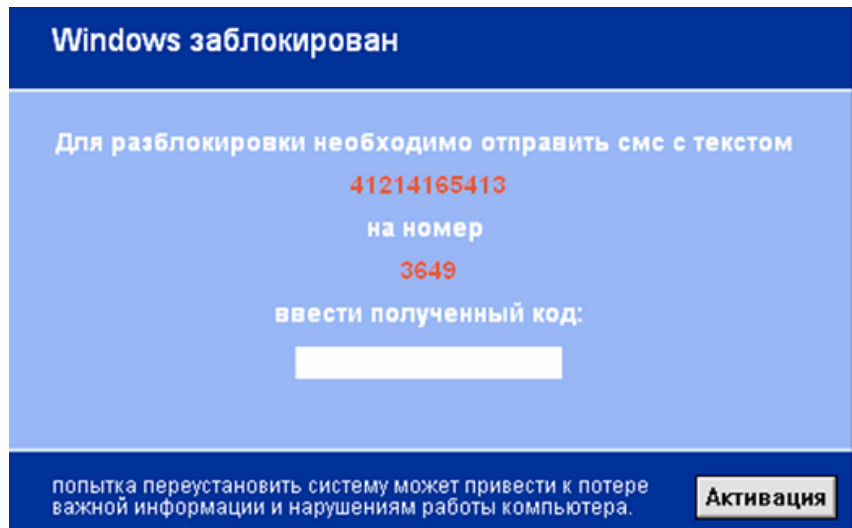 Windows заблокирован
Для разблокировки необходимо отправить смс с текстом
41214165413
на номер
3649
ввести полученный код:
попытка переустановить систему может привести к потере
важной информации и нарушениям работы компьютера.
Активация